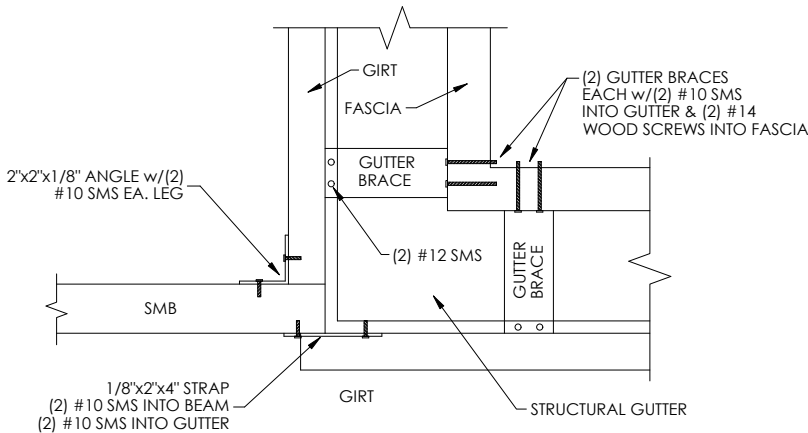 GIRT
FASCIA
(2) GUTTER BRACES
EACH w/(2) #10 SMS
INTO GUTTER & (2) #14
WOOD SCREWS INTO FASCIA
GUTTER
BRACE
2"x2"x1/8" ANGLE w/(2)
#10 SMS EA. LEG
(2) #12 SMS
GUTTER
BRACE
SMB
1/8"x2"x4" STRAP
(2) #10 SMS INTO BEAM
(2) #10 SMS INTO GUTTER
GIRT
STRUCTURAL GUTTER